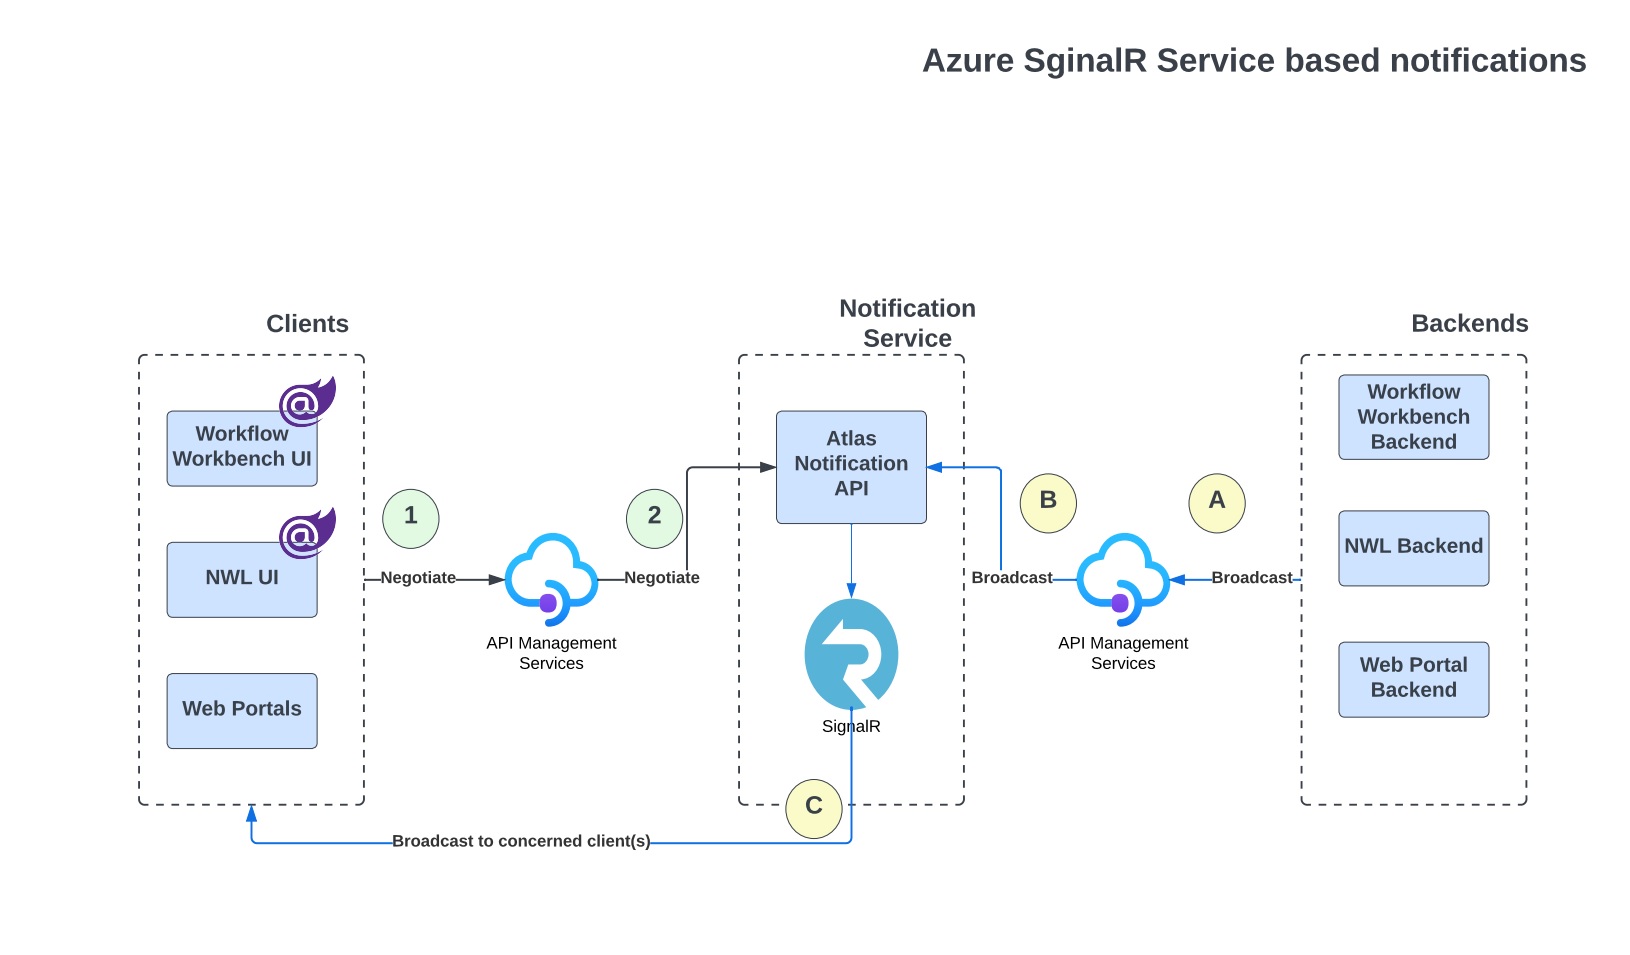 Azure SginalR Service based notifications
Clients
Notification
Service
Backends
Workflow
Workbench UI
NWL UI
Web Portals
1
Negotiate
API Management
Services
2
Negotiate
Atlas
Notification
API
SignalR
B
Broadcast
API Management
Services
A
Broadcast
Workflow
Workbench
Backend
NWL Backend
Web Portal
Backend
C
Broadcast to concerned client(s)